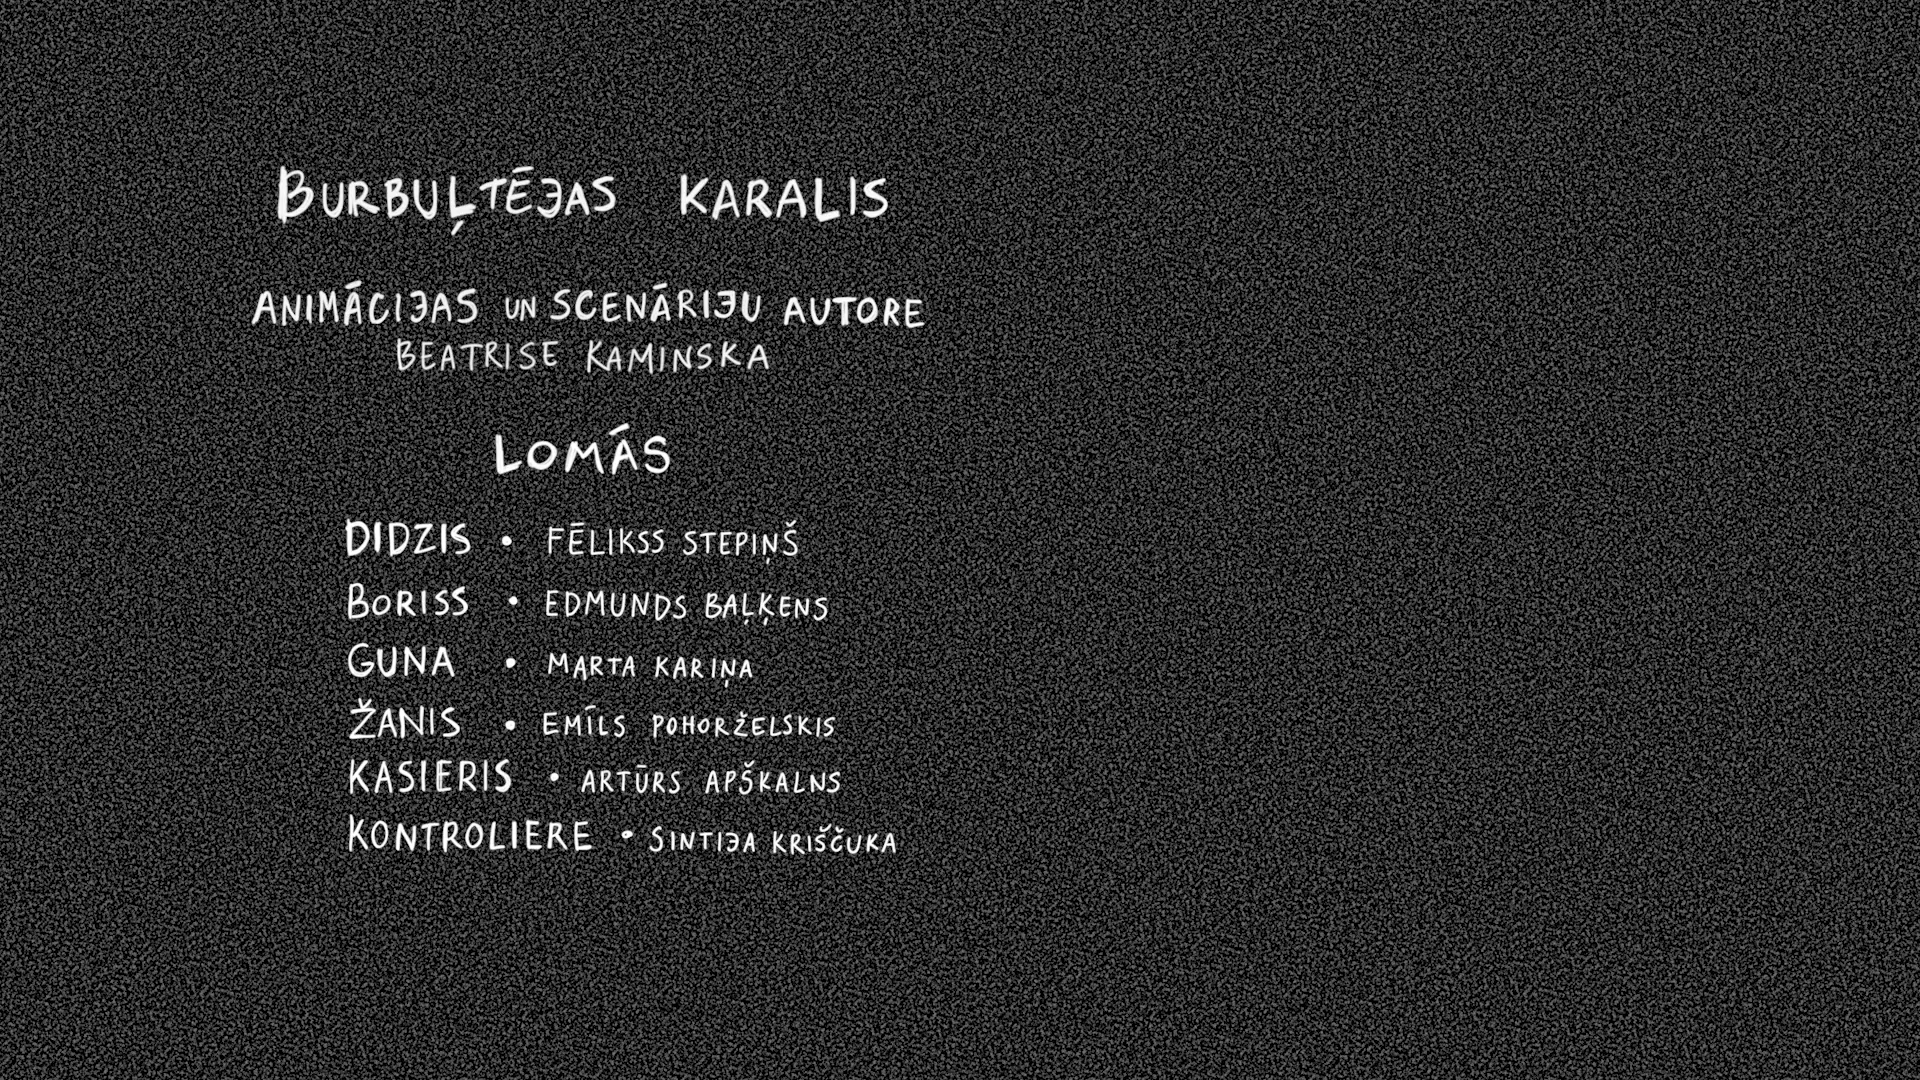 BURBUĻTĒJAS KARALIS
ANIMĀCIJAS UN SCENĀRIJU AUTORE
BEATRISE KAMINSKA
LOMĀS
DIDZIS • FĒLIKSS STEPIŅŠ
BORISS • EDMUNDS BAĻĶENS
GUNA • MARTA KARIŅA
ŽANIS • EMĪLS POHORŽELSKIS
KASIERIS • ARTŪRS APŠKALNS
KONTROLIERE • SINTIJA KRIŠČUKA